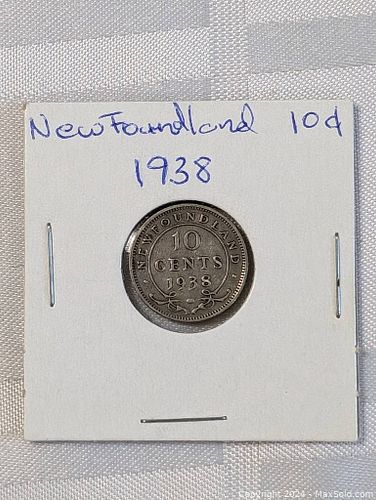 Newfoundland 10¢
1938
NEWFOUNDLAND
10
CENTS
1938
Copyright 2024 - MaxSold.com